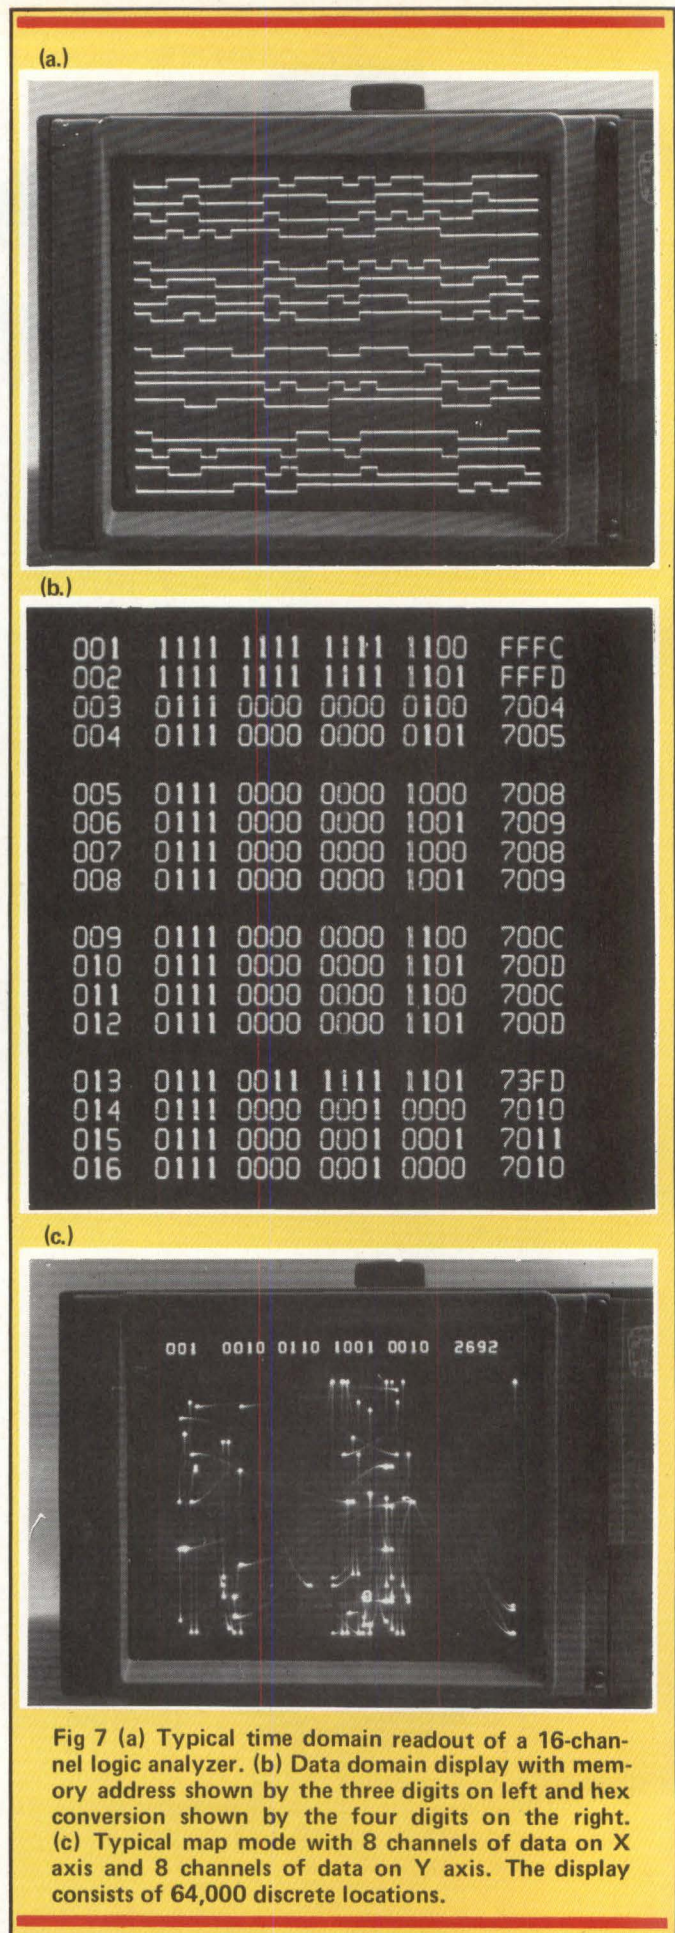 (a.)
(b.)
001 1111 1111 1111 1100 FFFC
002 1111 1111 1111 1101 FFFD
003 0111 0000 0000 0100 7004
004 0111 0000 0000 0101 7005
005 0111 0000 0000 1000 7008
006 0111 0000 0000 1001 7009
007 0111 0000 0000 1000 7008
008 0111 0000 0000 1001 7009
009 0111 0000 0000 1100 700C
010 0111 0000 0000 1101 700D
011 0111 0000 0000 1100 700C
012 0111 0000 0000 1101 700D
013 0111 0011 1111 1101 73FD
014 0111 0000 0001 0000 7010
015 0111 0000 0001 0001 7011
016 0111 0000 0001 0000 7010
(c.)
001 0010 0110 1001 0010 2692
Fig 7 (a) Typical time domain readout of a 16-chan-
nel logic analyzer. (b) Data domain display with mem-
ory address shown by the three digits on left and hex
conversion shown by the four digits on the right.
(c) Typical map mode with 8 channels of data on X
axis and 8 channels of data on Y axis. The display
consists of 64,000 discrete locations.